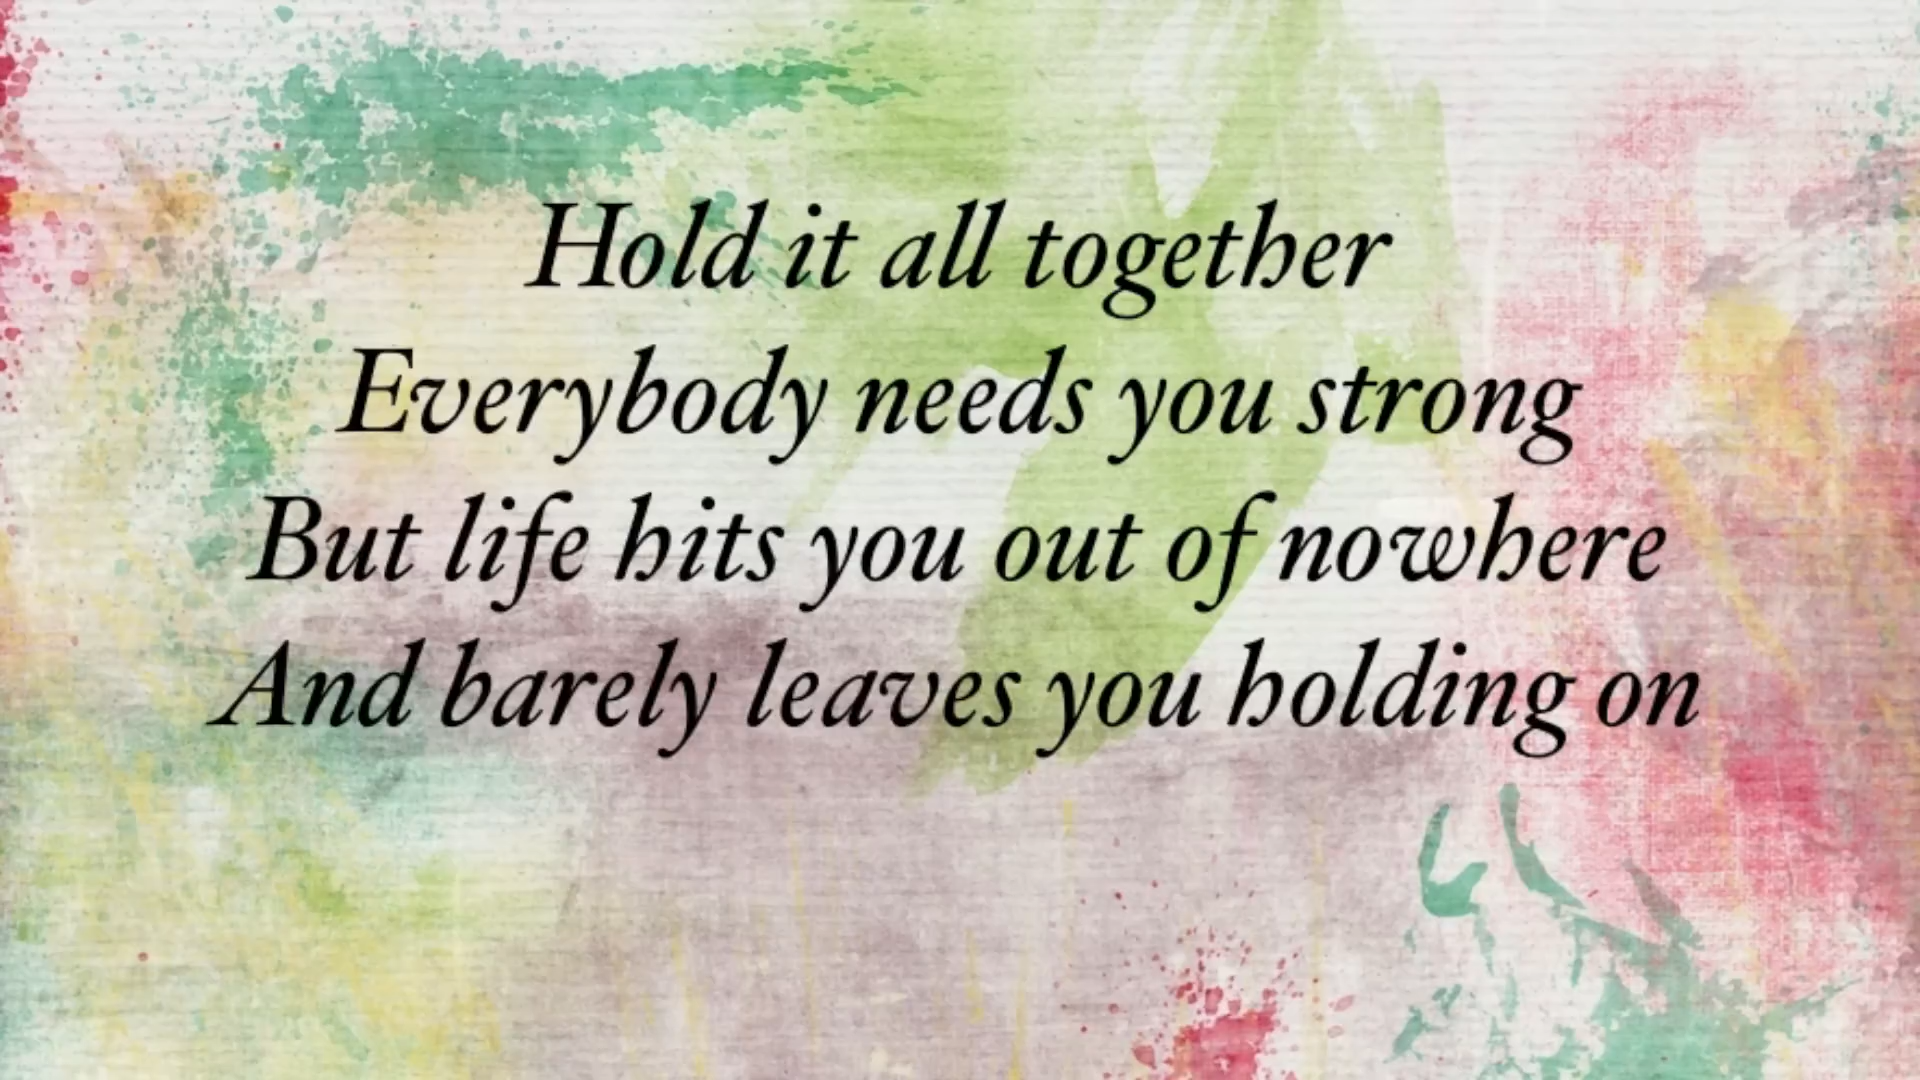 Hold it all together
Everybody needs you strong
But life hits you out of nowhere
And barely leaves you holding on